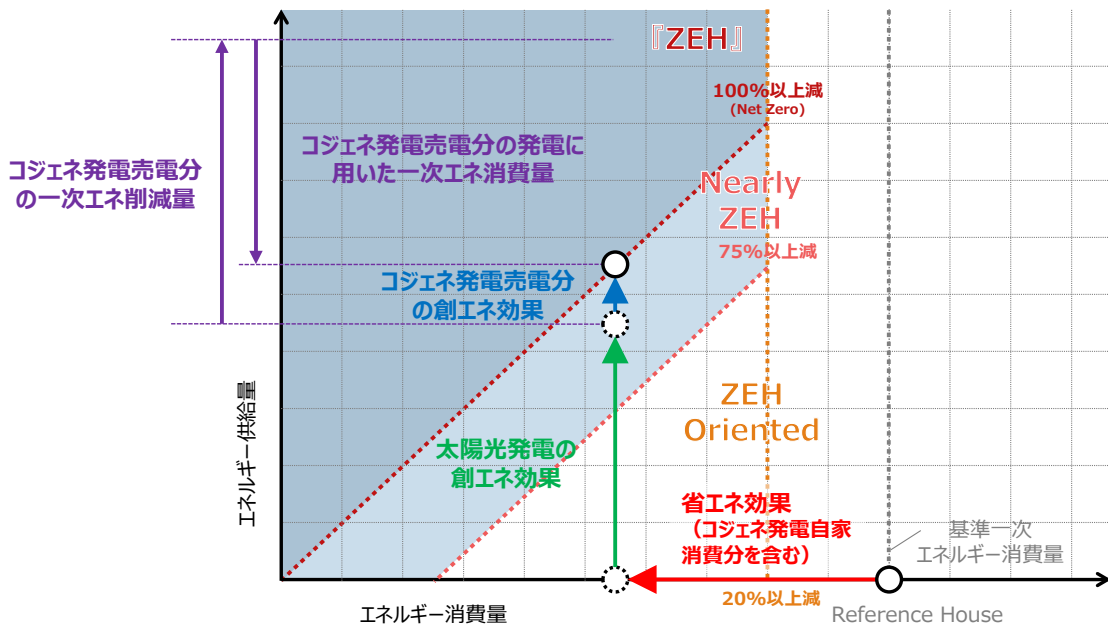 『ZEH』
100%以上減
(Net Zero)
コジェネ発電売電分
の一次エネ削減量
コジェネ発電売電分の発電に
用いた一次エネ消費量
Nearly
ZEH
75%以上減
コジェネ発電売電分
の創エネ効果
エネルギー供給量
ZEH
Oriented
太陽光発電の
創エネ効果
省エネ効果
(コジェネ発電自家
消費分を含む)
基準一次
エネルギー消費量
20%以上減
エネルギー消費量
Reference House